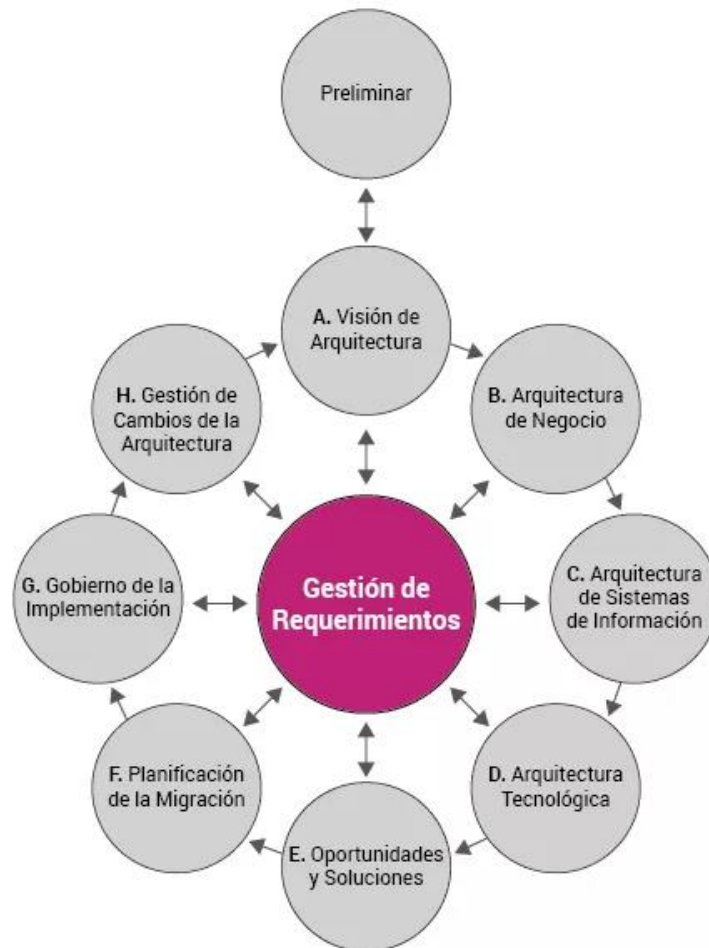 Preliminar
A. Visión de
Arquitectura
B. Arquitectura
de Negocio
C. Arquitectura
de Sistemas
de Información
D. Arquitectura
Tecnológica
E. Oportunidades
y Soluciones
F. Planificación
de la Migración
G. Gobierno de la
Implementación
H. Gestión de
Cambios de la
Arquitectura
Gestión de
Requerimientos